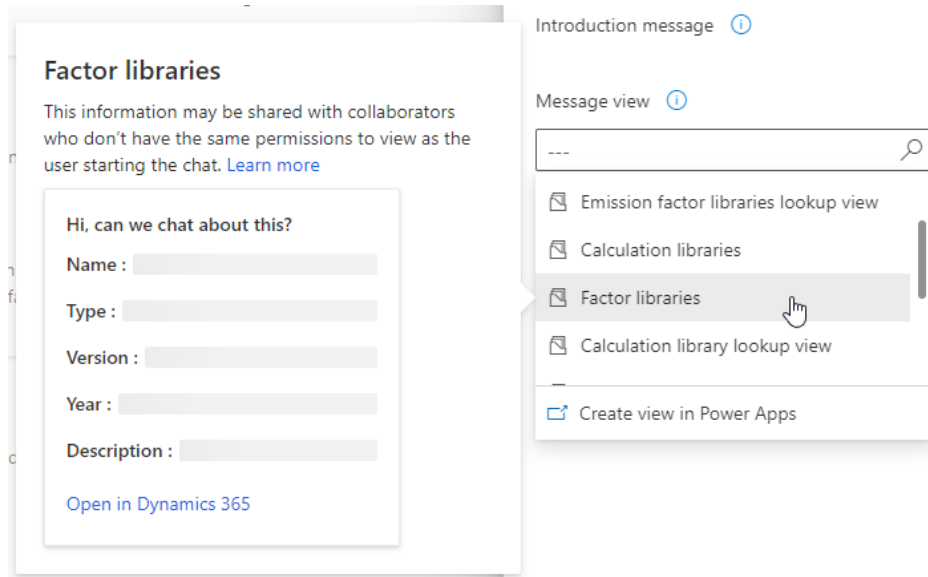 Factor libraries
This information may be shared with collaborators
who don't have the same permissions to view as the
user starting the chat. Learn more
Hi, can we chat about this?
Name :
Type :
Version :
Year :
Description :
Open in Dynamics 365
Introduction message
Message view
---
Emission factor libraries lookup view
Calculation libraries
Factor libraries
Calculation library lookup view
Create view in Power Apps